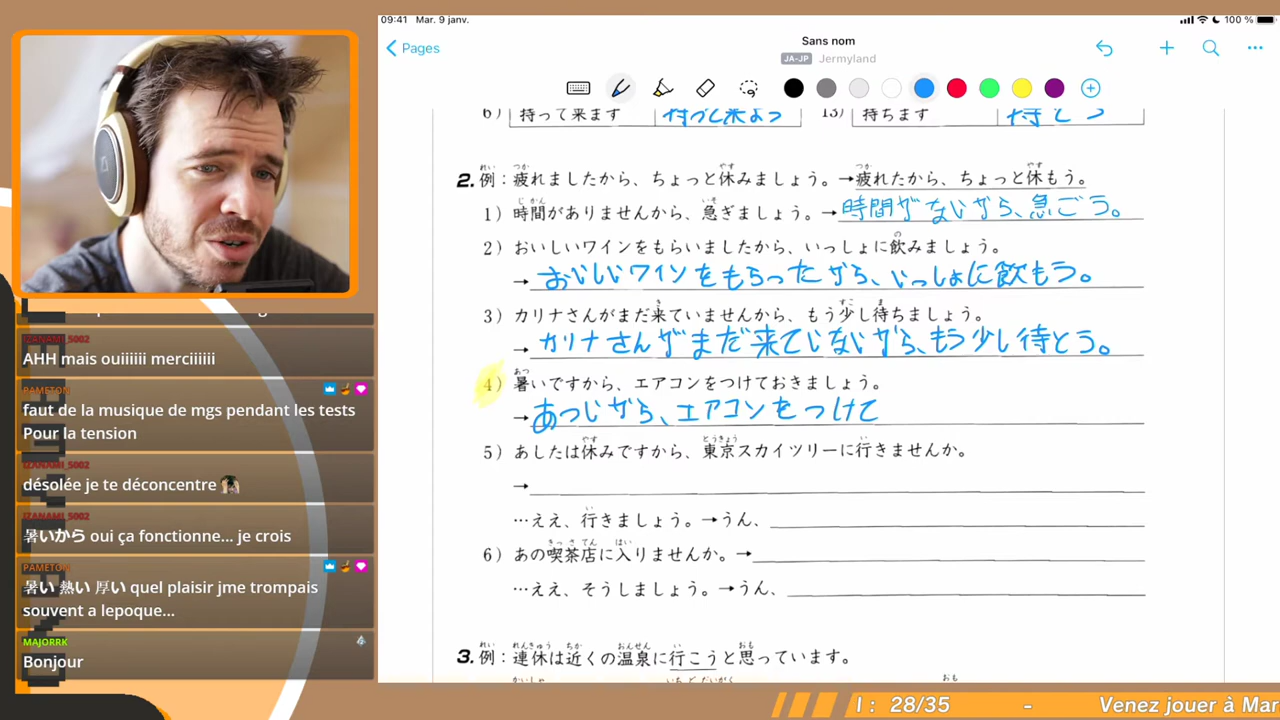 09:41 Mar. 9 janv.
100 %
Pages
Sans nom
JA-JP Jermyland
6) 持って来ます 持って来よう 13) 持ちます 持とう
2. 例：疲れましたから、ちょっと休みましょう。→疲れたから、ちょっと休もう。
1) 時間がありませんから、急ぎましょう。→時間がないから、急ごう。
2) おいしいワインをもらいましたから、いっしょに飲みましょう。
→おいしいワインをもらったから、いっしょに飲もう。
3) カリナさんがまだ来ていませんから、もう少し待ちましょう。
→カリナさんがまだ来ていないから、もう少し待とう。
4) 暑いですから、エアコンをつけておきましょう。
→あついから、エアコンをつけて
5) あしたは休みですから、東京スカイツリーに行きませんか。
→
…ええ、行きましょう。→うん、
6) あの喫茶店に入りませんか。→
…ええ、そうしましょう。→うん、
3. 例：連休は近くの温泉に行こうと思っています。
IZANAMI_5002
AHH mais ouiiiiii merciiiiii
PAMETON
faut de la musique de mgs pendant les tests
Pour la tension
IZANAMI_5002
désolée je te déconcentre
IZANAMI_5002
暑いから oui ça fonctionne... je crois
PAMETON
暑い 熱い 厚い quel plaisir jme trompais
souvent a lepoque...
MAJORRK
Bonjour
I : 28/35 - Venez jouer à Mar